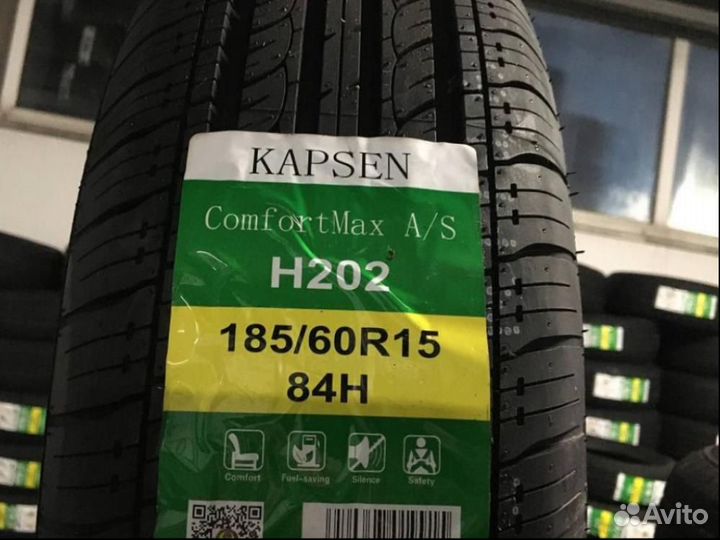 KAPSEN
ComfortMax A/S
H202
185/60R15
84H
Comfort Fuel-saving Silence Safety
Avito